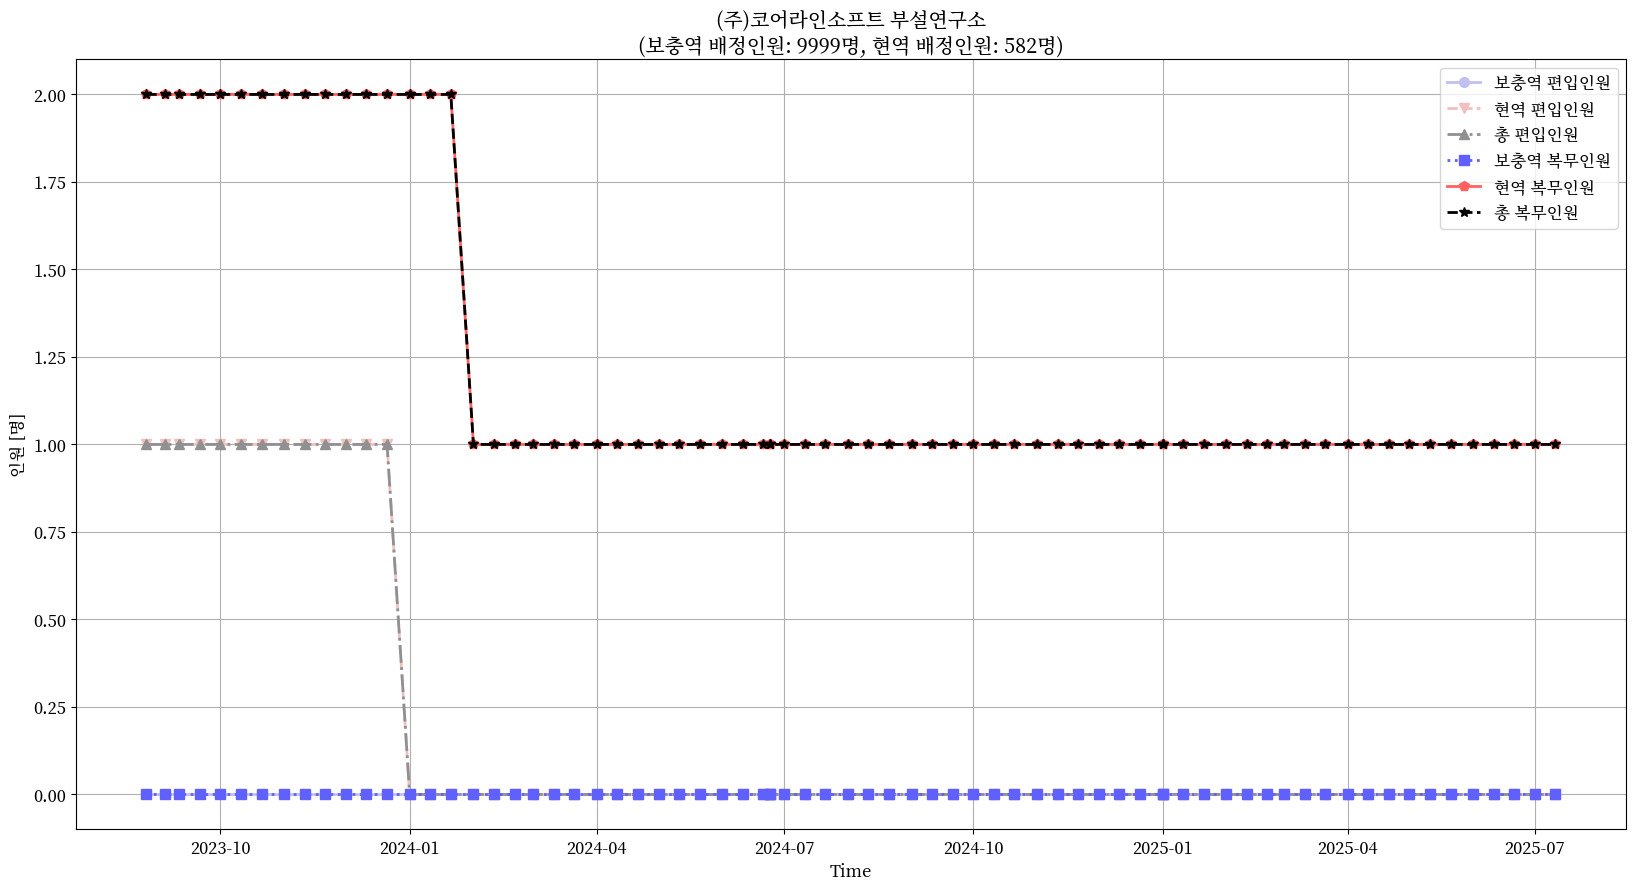 (주)코어라인소프트 부설연구소
(보충역 배정인원: 9999명, 현역 배정인원: 582명)
보충역 편입인원
현역 편입인원
총 편입인원
보충역 복무인원
현역 복무인원
총 복무인원
2.00
1.75
1.50
1.25
1.00
0.75
0.50
0.25
0.00
인원 [명]
2023-10
2024-01
2024-04
2024-07
2024-10
2025-01
2025-04
2025-07
Time